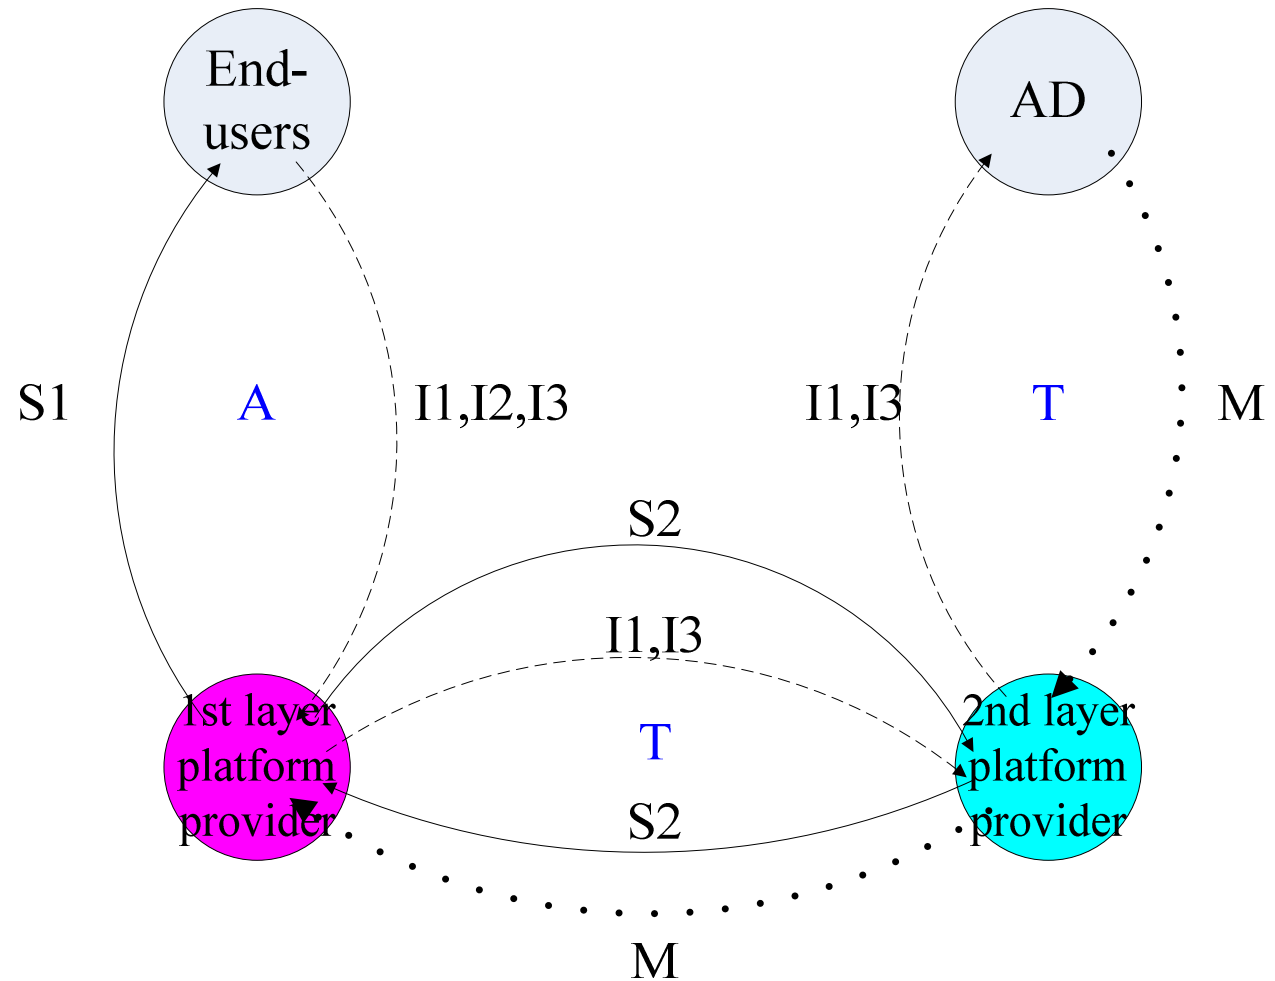 End-
users
AD
S1
A
I1,I2,I3
I1,I3
T
M
S2
I1,I3
1st layer
platform
provider
T
2nd layer
platform
provider
S2
M